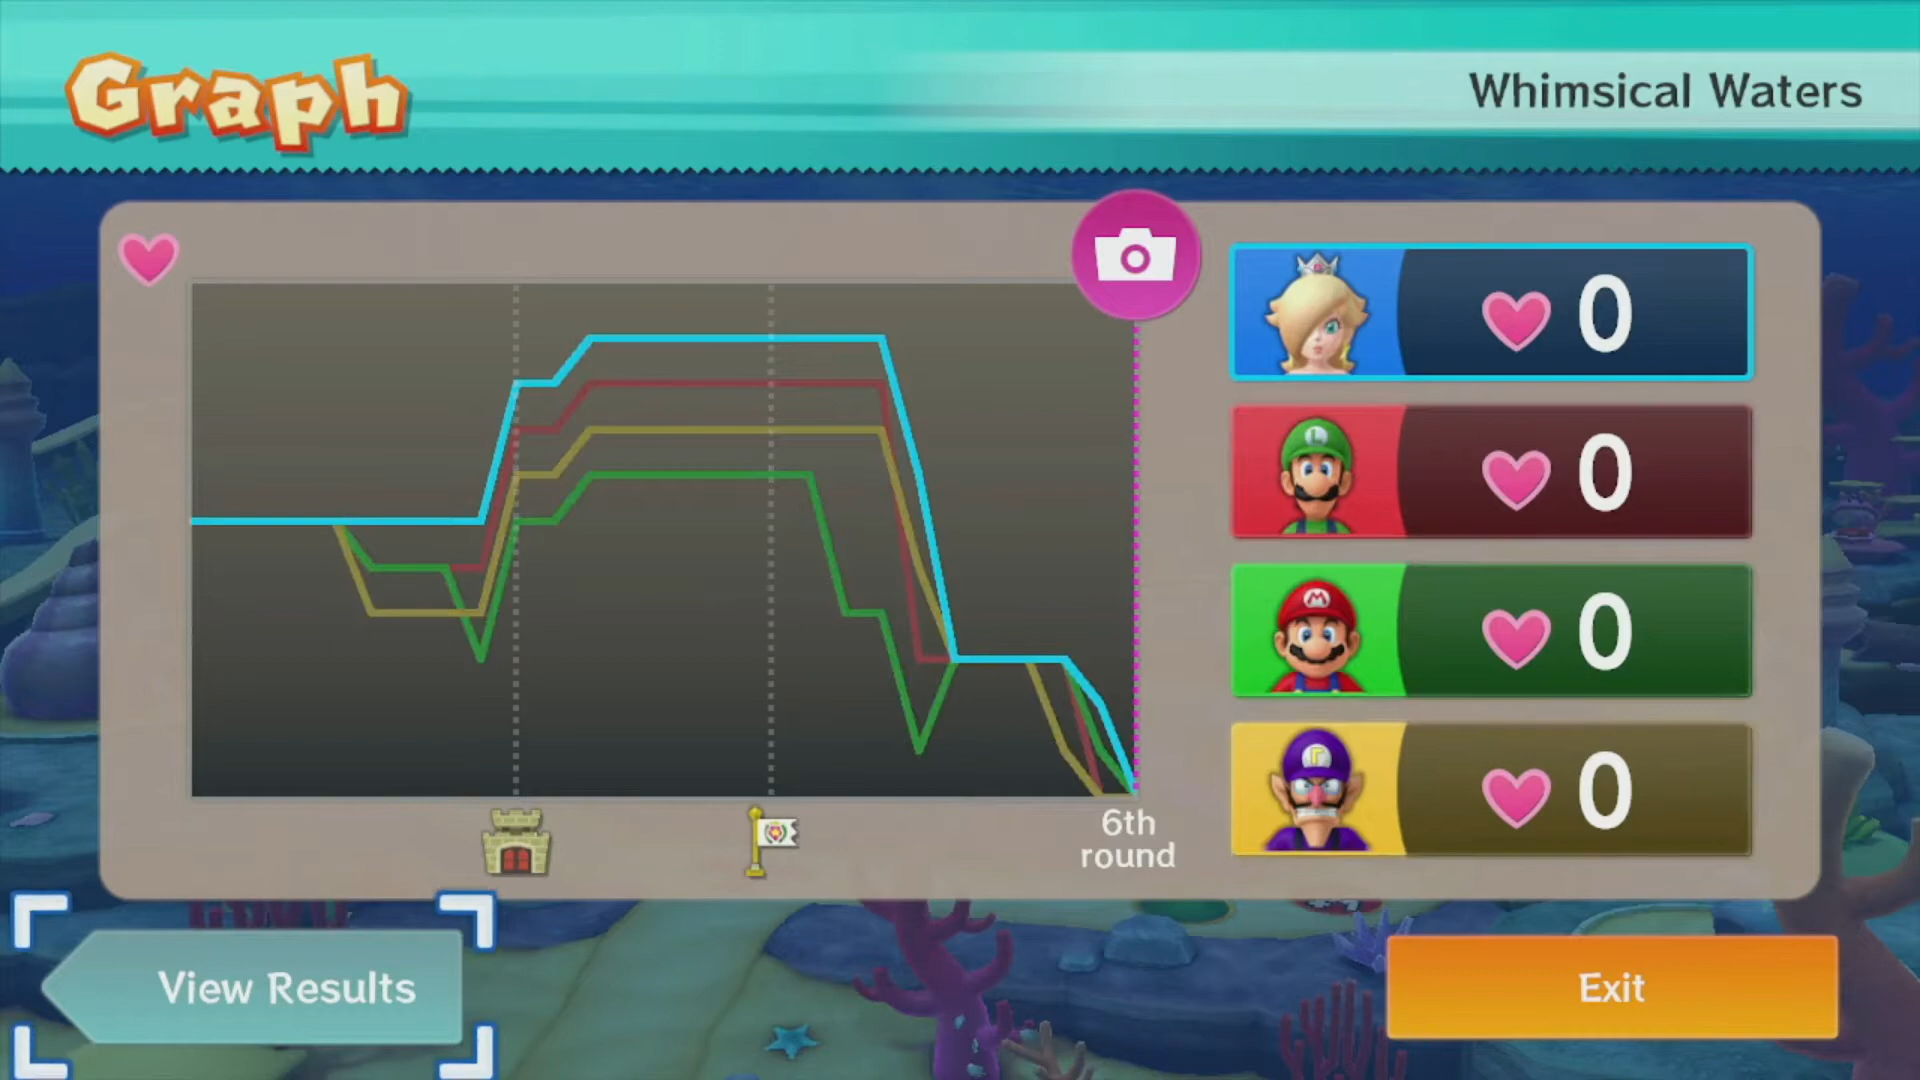 Graph
Whimsical Waters
0
L
0
M
0
Γ
0
6th
round
View Results
Exit